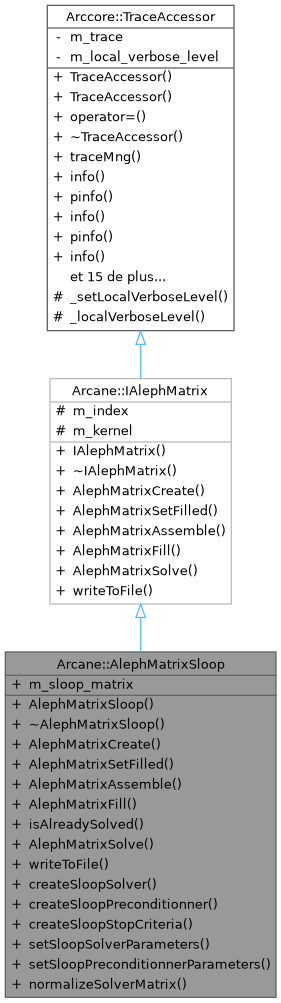 Arccore::TraceAccessor
- m_trace
- m_local_verbose_level
+ TraceAccessor()
+ TraceAccessor()
+ operator=()
+ ~TraceAccessor()
+ traceMng()
+ info()
+ pinfo()
+ info()
+ pinfo()
+ info()
et 15 de plus...
# _setLocalVerboseLevel()
# _localVerboseLevel()
Arcane::IAlephMatrix
# m_index
# m_kernel
+ IAlephMatrix()
+ ~IAlephMatrix()
+ AlephMatrixCreate()
+ AlephMatrixSetFilled()
+ AlephMatrixAssemble()
+ AlephMatrixFill()
+ AlephMatrixSolve()
+ writeToFile()
Arcane::AlephMatrixSloop
+ m_sloop_matrix
+ AlephMatrixSloop()
+ ~AlephMatrixSloop()
+ AlephMatrixCreate()
+ AlephMatrixSetFilled()
+ AlephMatrixAssemble()
+ AlephMatrixFill()
+ isAlreadySolved()
+ AlephMatrixSolve()
+ writeToFile()
+ createSloopSolver()
+ createSloopPreconditionner()
+ createSloopStopCriteria()
+ setSloopSolverParameters()
+ setSloopPreconditionnerParameters()
+ normalizeSolverMatrix()